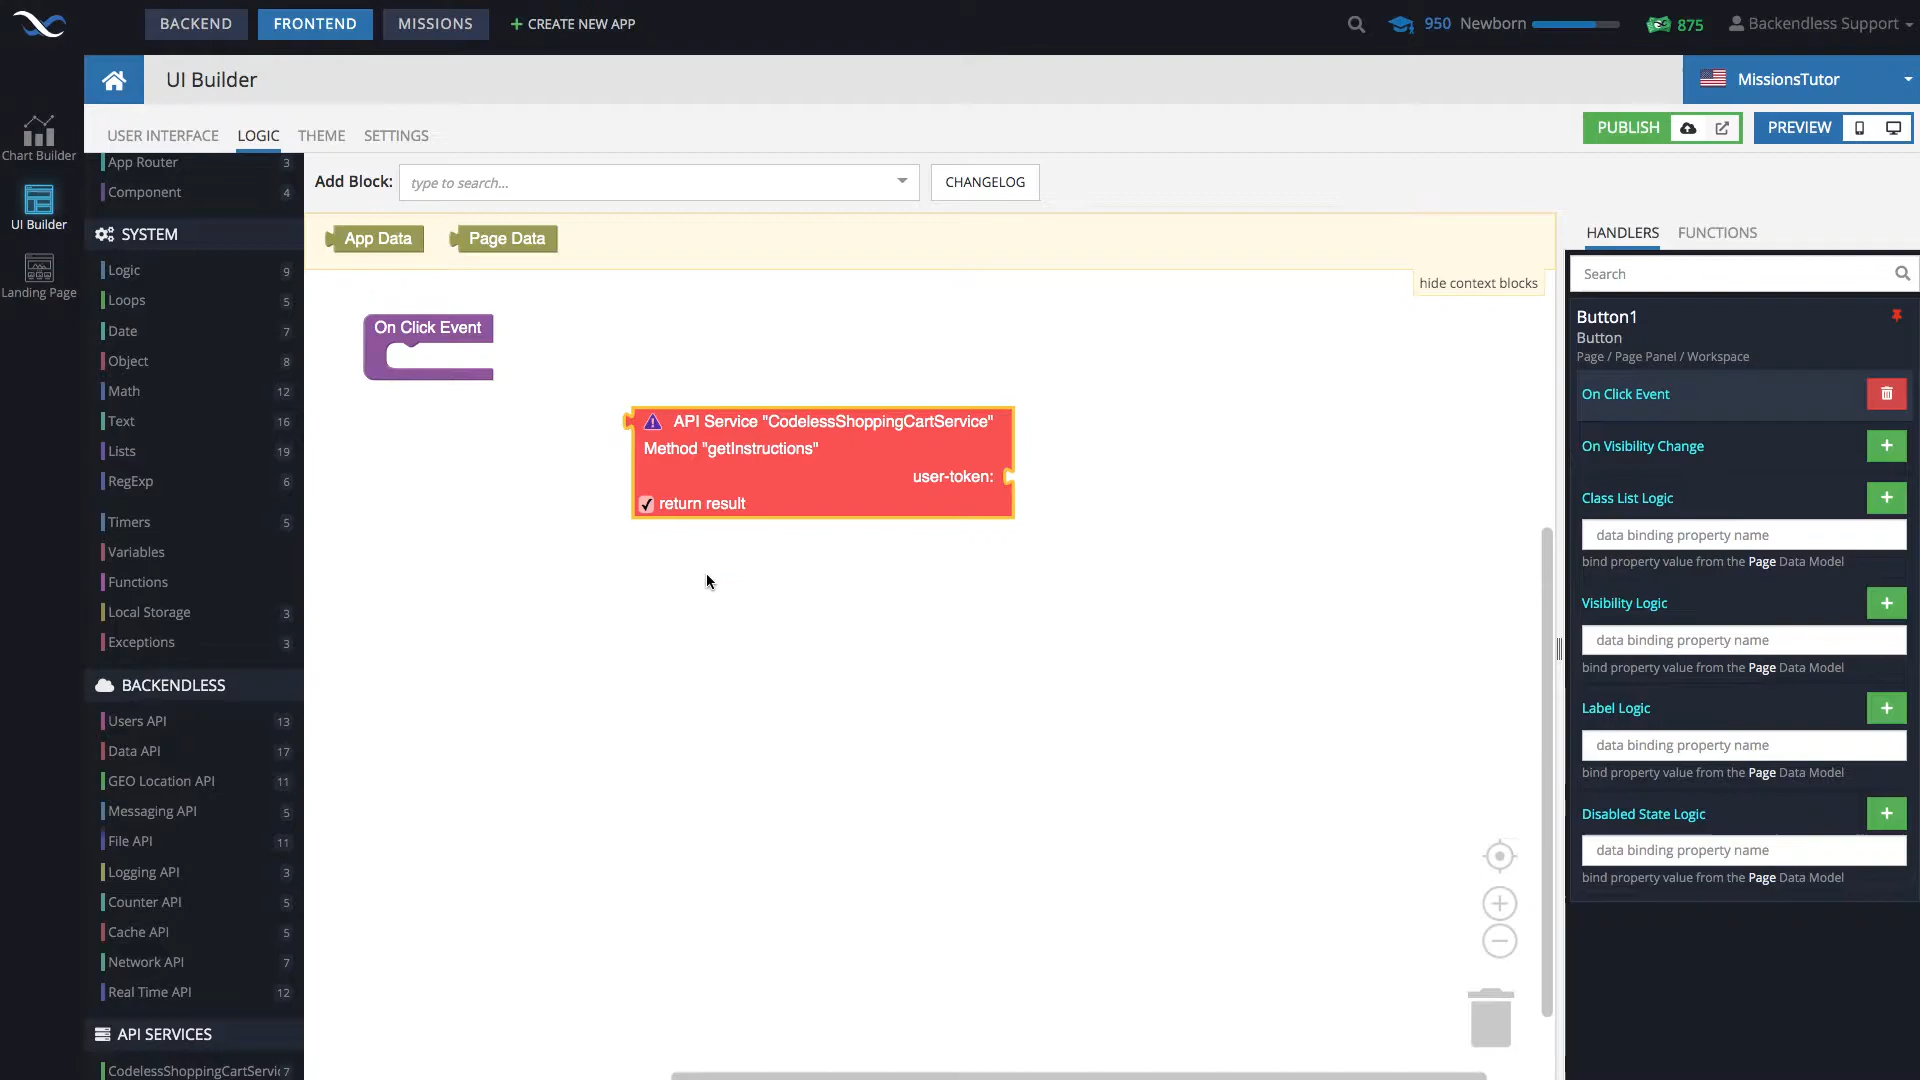 BACKEND
FRONTEND
MISSIONS
CREATE NEW APP
950 Newborn
875
Backendless Support
UI Builder
MissionsTutor
Chart Builder
UI Builder
Landing Page
USER INTERFACE
LOGIC
THEME
SETTINGS
PUBLISH
PREVIEW
App Router 3
Component 4
SYSTEM
Logic 9
Loops 5
Date 7
Object 8
Math 12
Text 16
Lists 19
RegExp 6
Timers 5
Variables
Functions
Local Storage 3
Exceptions 3
BACKENDLESS
Users API 13
Data API 17
GEO Location API 11
Messaging API 5
File API 11
Logging API 3
Counter API 5
Cache API 5
Network API 7
Real Time API 12
API SERVICES
CodelessShoppingCartServic 7
Add Block:
type to search...
CHANGELOG
App Data
Page Data
hide context blocks
On Click Event
API Service "CodelessShoppingCartService"
Method "getInstructions"
user-token:
return result
HANDLERS
FUNCTIONS
Search
Button1
Button
Page / Page Panel / Workspace
On Click Event
On Visibility Change
Class List Logic
data binding property name
bind property value from the Page Data Model
Visibility Logic
data binding property name
bind property value from the Page Data Model
Label Logic
data binding property name
bind property value from the Page Data Model
Disabled State Logic
data binding property name
bind property value from the Page Data Model